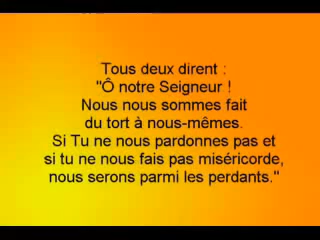 Tous deux dirent :
"Ô notre Seigneur !
Nous nous sommes fait
du tort à nous-mêmes.
Si Tu ne nous pardonnes pas et
si tu ne nous fais pas miséricorde,
nous serons parmi les perdants."